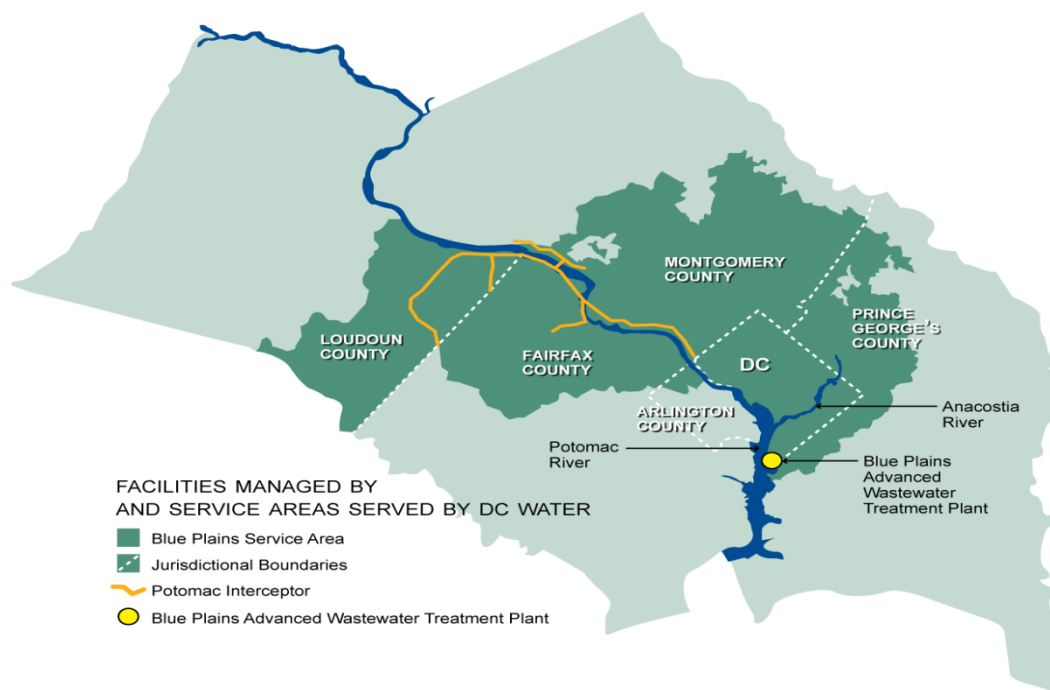 MONTGOMERY
COUNTY
PRINCE
GEORGE'S
COUNTY
LOUDOUN
COUNTY
FAIRFAX
COUNTY
DC
ARLINGTON
COUNTY
Anacostia
River
Potomac
River
Blue Plains
Advanced
Wastewater
Treatment Plant
FACILITIES MANAGED BY
AND SERVICE AREAS SERVED BY DC WATER
Blue Plains Service Area
Jurisdictional Boundaries
Potomac Interceptor
Blue Plains Advanced Wastewater Treatment Plant